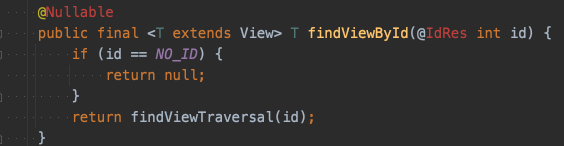 @Nullable
public final <T extends View> T findViewById(@IdRes int id) {
if (id == NO_ID) {
return null;
}
return findViewTraversal(id);
}